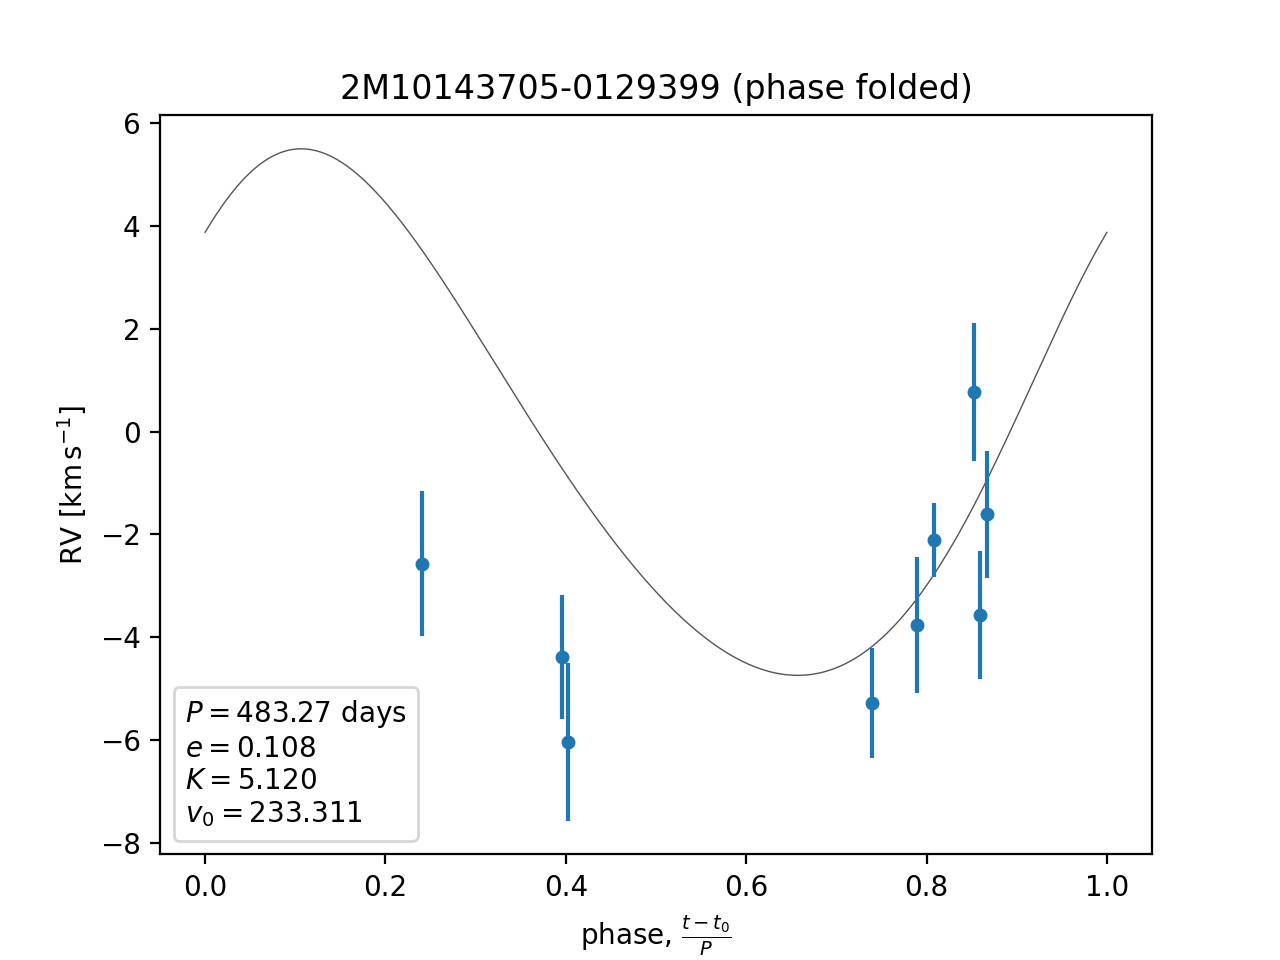 2M10143705-0129399 (phase folded)
RV [km s⁻¹]
6
4
2
0
−2
−4
−6
−8
P = 483.27 days
e = 0.108
K = 5.120
v₀ = 233.311
0.0 0.2 0.4 0.6 0.8 1.0
phase, (t − t₀)/P